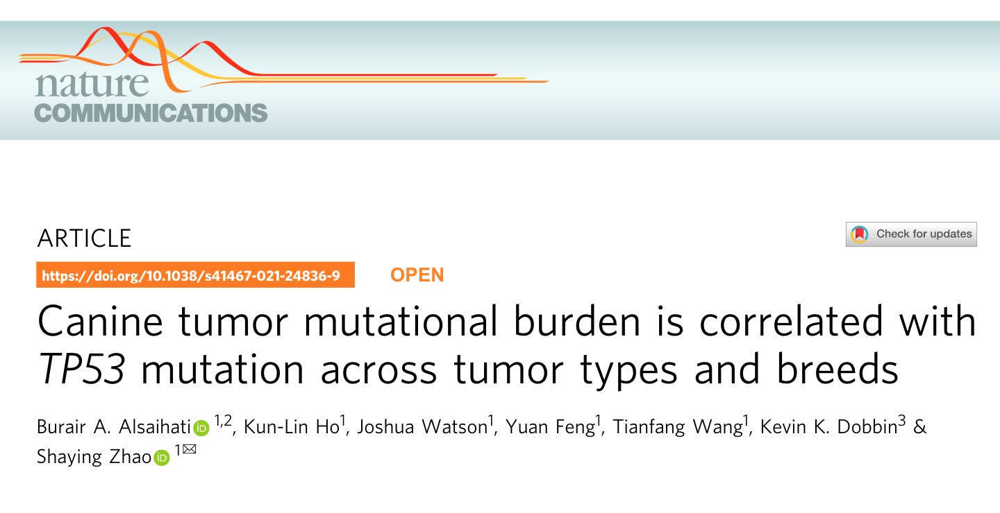 nature
COMMUNICATIONS
ARTICLE
Check for updates
https://doi.org/10.1038/s41467-021-24836-9
OPEN
Canine tumor mutational burden is correlated with
TP53 mutation across tumor types and breeds
Burair A. Alsaihati iD 1,2, Kun-Lin Ho1, Joshua Watson1, Yuan Feng1, Tianfang Wang1, Kevin K. Dobbin3 &
Shaying Zhao iD 1✉